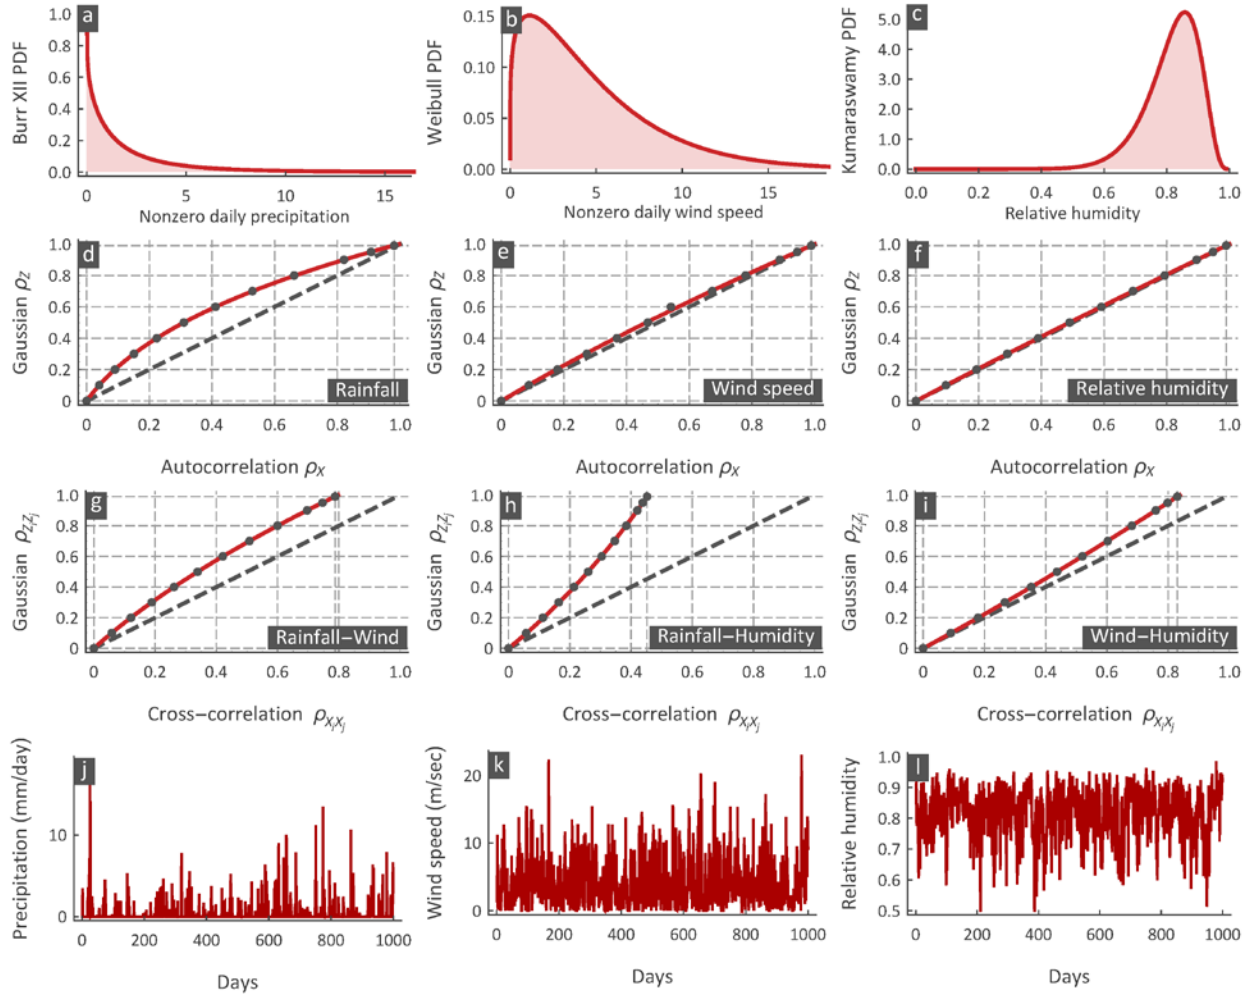 a
Burr XII PDF
1.0
0.8
0.6
0.4
0.2
0.0
0 5 10 15
Nonzero daily precipitation
b
Weibull PDF
0.15
0.10
0.05
0.00
0 5 10 15
Nonzero daily wind speed
c
Kumaraswamy PDF
5.0
4.0
3.0
2.0
1.0
0.0
0.0 0.2 0.4 0.6 0.8 1.0
Relative humidity
d
Gaussian ρZ
1.0
0.8
0.6
0.4
0.2
0
Rainfall
0 0.2 0.4 0.6 0.8 1.0
Autocorrelation ρX
e
Gaussian ρZ
1.0
0.8
0.6
0.4
0.2
0
Wind speed
0 0.2 0.4 0.6 0.8 1.0
Autocorrelation ρX
f
Gaussian ρZ
1.0
0.8
0.6
0.4
0.2
0
Relative humidity
0 0.2 0.4 0.6 0.8 1.0
Autocorrelation ρX
g
Gaussian ρZiZj
1.0
0.8
0.6
0.4
0.2
0
Rainfall–Wind
0 0.2 0.4 0.6 0.8 1.0
Cross–correlation ρXiXj
h
Gaussian ρZiZj
1.0
0.8
0.6
0.4
0.2
0
Rainfall–Humidity
0 0.2 0.4 0.6 0.8 1.0
Cross–correlation ρXiXj
i
Gaussian ρZiZj
1.0
0.8
0.6
0.4
0.2
0
Wind–Humidity
0 0.2 0.4 0.6 0.8 1.0
Cross–correlation ρXiXj
j
Precipitation (mm/day)
10
0
0 200 400 600 800 1000
Days
k
Wind speed (m/sec)
20
10
0
0 200 400 600 800 1000
Days
l
Relative humidity
1.0
0.9
0.8
0.7
0.6
0.5
0 200 400 600 800 1000
Days